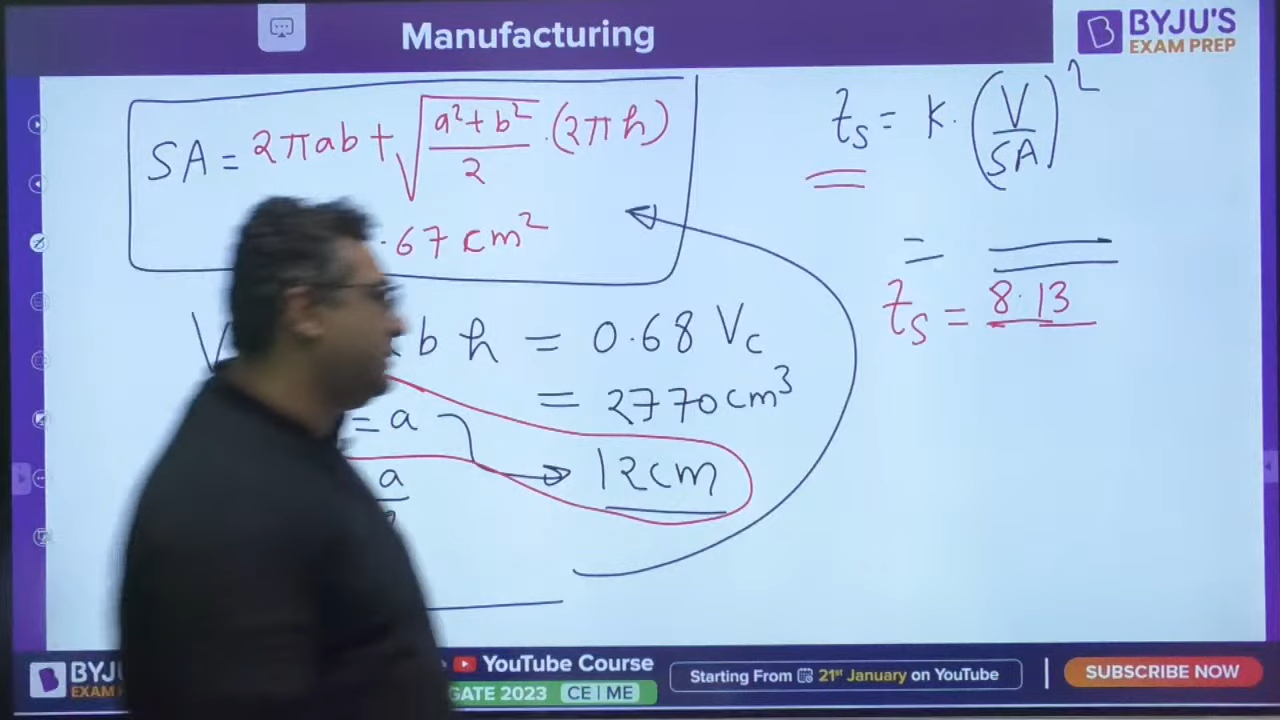 Manufacturing
BYJU'S
EXAM PREP
SA = 2πab + √((a²+b²)/2) · (2πh)
.67 cm²
V b h = 0.68 Vc
= 2770 cm³
= a
12cm
a
ts = K · (V/SA)²
=
ts = 8.13
BYJU
EXAM
YouTube Course
GATE 2023 CE | ME
Starting From 21st January on YouTube
SUBSCRIBE NOW